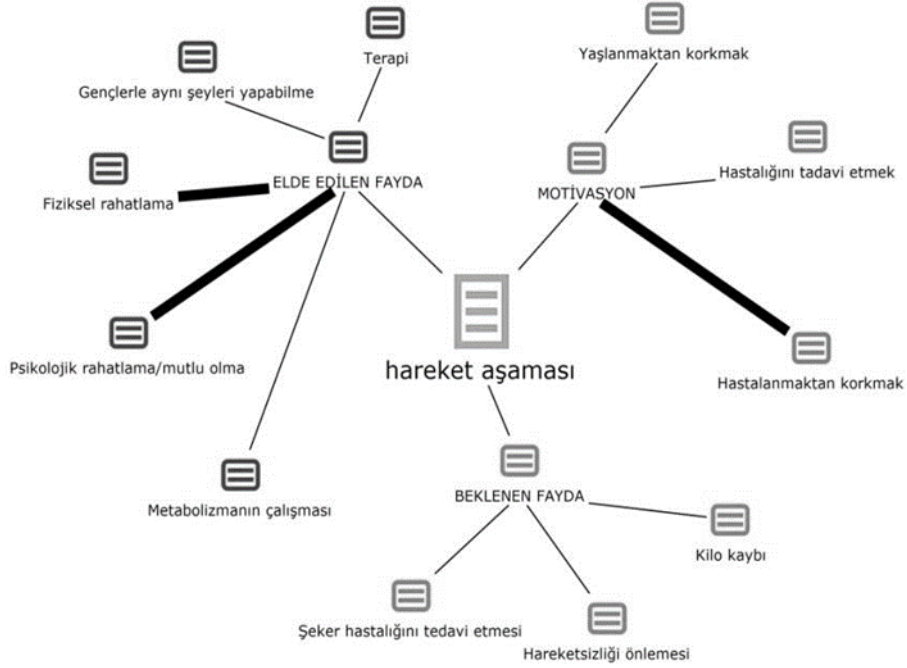 Terapi
Yaşlanmaktan korkmak
Gençlerle aynı şeyleri yapabilme
Hastalığını tadavi etmek
ELDE EDİLEN FAYDA
MOTİVASYON
Fiziksel rahatlama
Psikolojik rahatlama/mutlu olma
hareket aşaması
Hastalanmaktan korkmak
Metabolizmanın çalışması
BEKLENEN FAYDA
Kilo kaybı
Şeker hastalığını tedavi etmesi
Hareketsizliği önlemesi